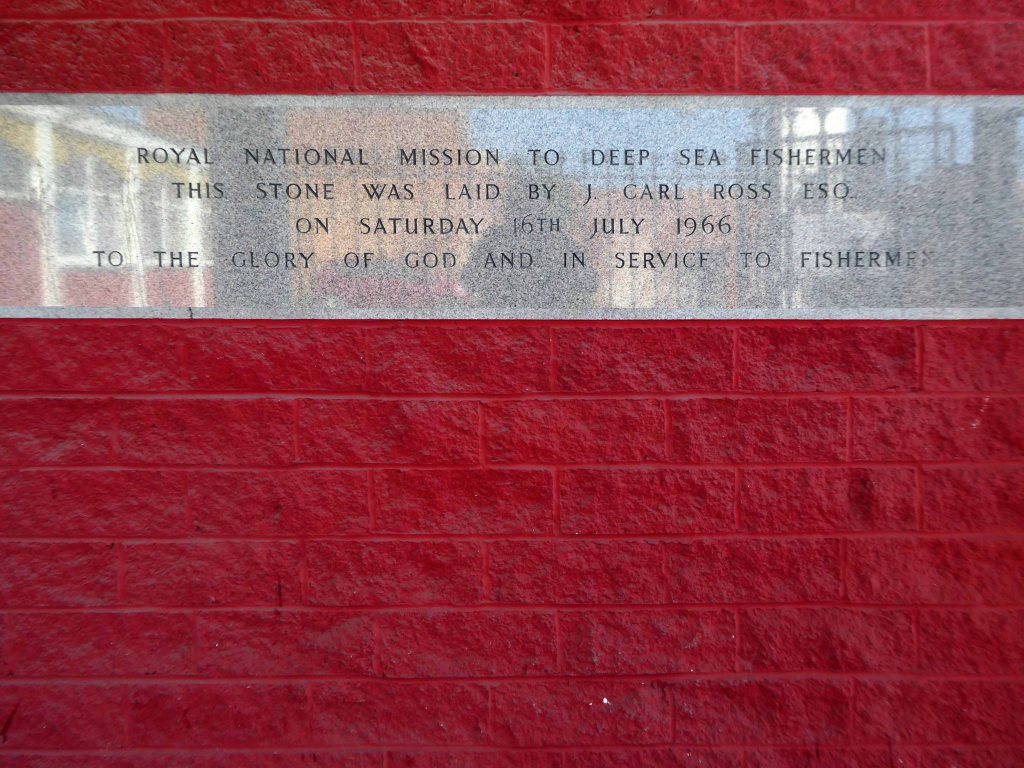 ROYAL NATIONAL MISSION TO DEEP SEA FISHERMEN
THIS STONE WAS LAID BY J. CARL ROSS ESQ.
ON SATURDAY 16TH JULY 1966
TO THE GLORY OF GOD AND IN SERVICE TO FISHERMEN